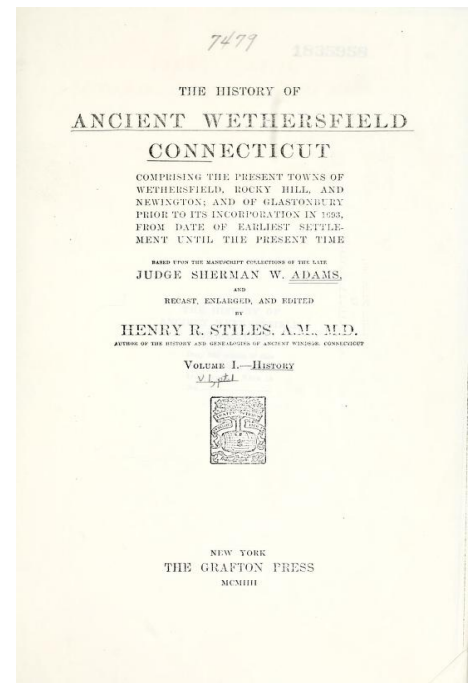 7479
THE HISTORY OF
ANCIENT WETHERSFIELD
CONNECTICUT
COMPRISING THE PRESENT TOWNS OF
WETHERSFIELD, ROCKY HILL, AND
NEWINGTON; AND OF GLASTONBURY
PRIOR TO ITS INCORPORATION IN 1693,
FROM DATE OF EARLIEST SETTLE-
MENT UNTIL THE PRESENT TIME
BASED UPON THE MANUSCRIPT COLLECTIONS OF THE LATE
JUDGE SHERMAN W. ADAMS,
AND
RECAST, ENLARGED, AND EDITED
BY
HENRY R. STILES, A.M., M.D.
AUTHOR OF THE HISTORY AND GENEALOGIES OF ANCIENT WINDSOR, CONNECTICUT
VOLUME I.—HISTORY
NEW YORK
THE GRAFTON PRESS
MCMIIII